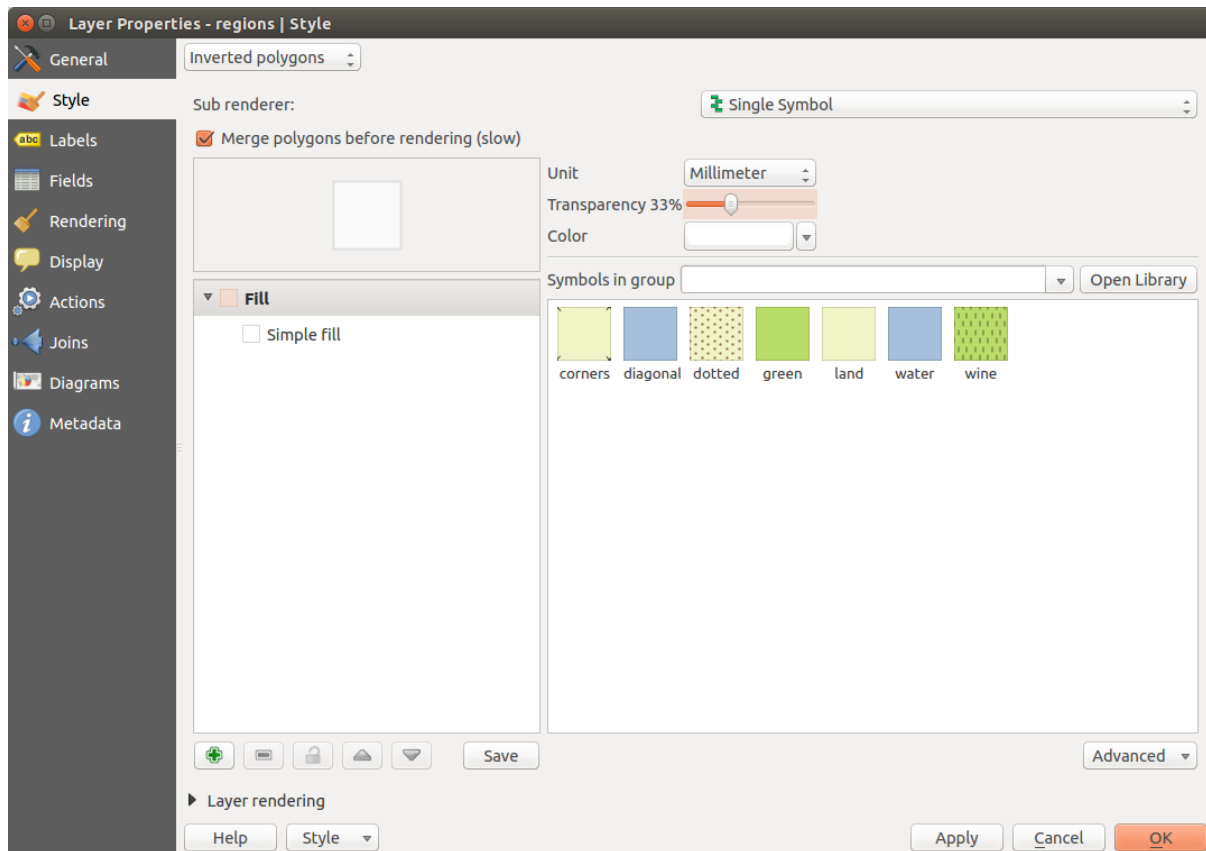 Layer Properties - regions | Style
General
Style
Labels
Fields
Rendering
Display
Actions
Joins
Diagrams
Metadata
Inverted polygons
Sub renderer:
Single Symbol
Merge polygons before rendering (slow)
Unit
Millimeter
Transparency 33%
Color
Fill
Simple fill
Symbols in group
Open Library
corners diagonal dotted green land water wine
Save
Advanced
Layer rendering
Help
Style
Apply
Cancel
OK
abc